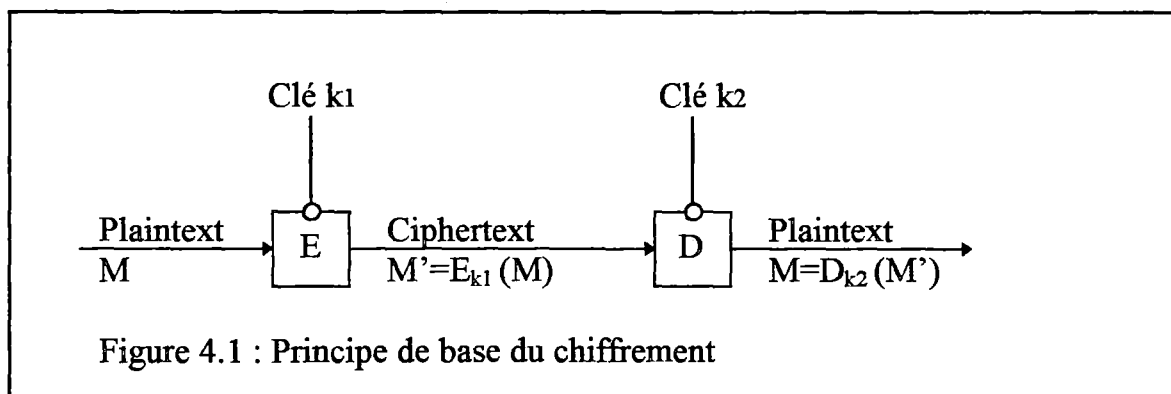 Clé k1 Clé k2
Plaintext E Ciphertext D Plaintext
M M’=Ek1 (M) M=Dk2 (M’)
Figure 4.1 : Principe de base du chiffrement